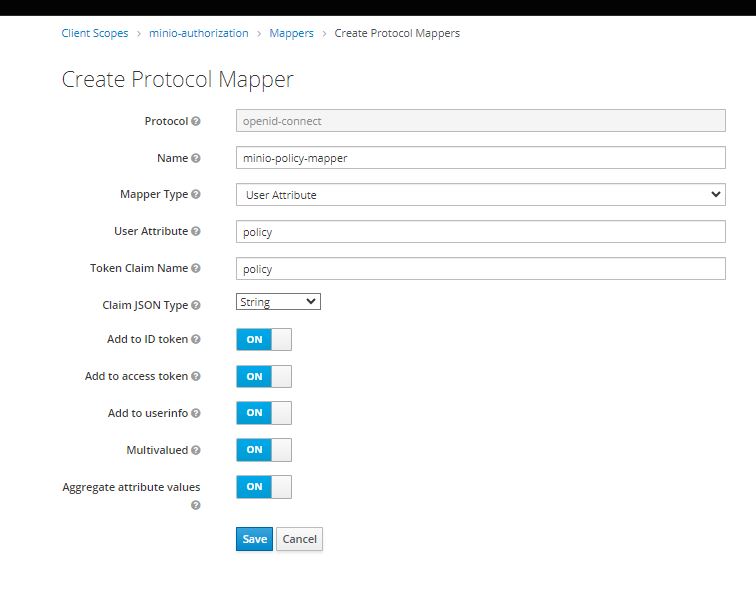 Client Scopes > minio-authorization > Mappers > Create Protocol Mappers
Create Protocol Mapper
Protocol
openid-connect
Name
minio-policy-mapper
Mapper Type
User Attribute
User Attribute
policy
Token Claim Name
policy
Claim JSON Type
String
Add to ID token
ON
Add to access token
ON
Add to userinfo
ON
Multivalued
ON
Aggregate attribute values
ON
Save
Cancel